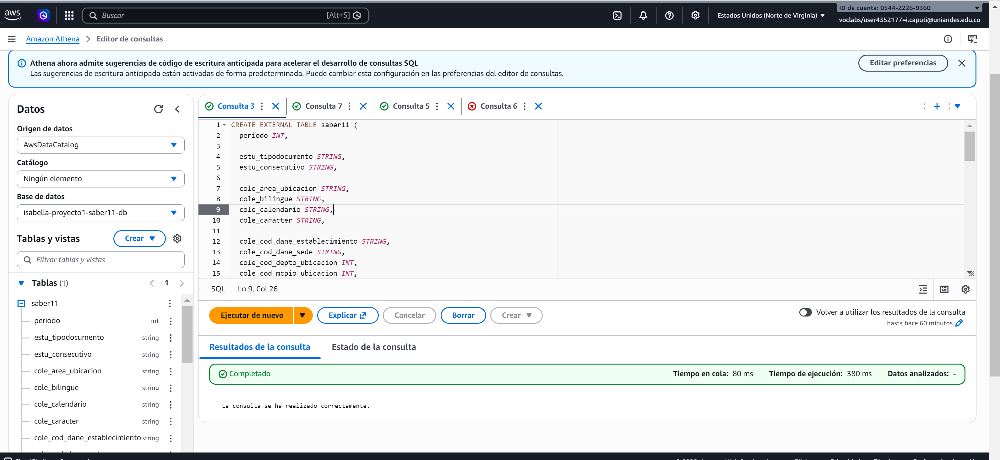 aws
Buscar
[Alt+S]
Estados Unidos (Norte de Virginia)
ID de cuenta: 0544-2226-9360
voclabs/user4352177=i.caputi@uniandes.edu.co
Amazon Athena
Editor de consultas
Athena ahora admite sugerencias de código de escritura anticipada para acelerar el desarrollo de consultas SQL
Las sugerencias de escritura anticipada están activadas de forma predeterminada. Puede cambiar esta configuración en las preferencias del editor de consultas.
Editar preferencias
Datos
Origen de datos
AwsDataCatalog
Catálogo
Ningún elemento
Base de datos
isabella-proyecto1-saber11-db
Tablas y vistas
Crear
Filtrar tablas y vistas
Tablas (1)
1
saber11
periodo int
estu_tipodocumento string
estu_consecutivo string
cole_area_ubicacion string
cole_bilingue string
cole_calendario string
cole_caracter string
cole_cod_dane_establecimiento string
Consulta 3
Consulta 7
Consulta 5
Consulta 6
1 CREATE EXTERNAL TABLE saber11 (
2 periodo INT,
3
4 estu_tipodocumento STRING,
5 estu_consecutivo STRING,
6
7 cole_area_ubicacion STRING,
8 cole_bilingue STRING,
9 cole_calendario STRING,
10 cole_caracter STRING,
11
12 cole_cod_dane_establecimiento STRING,
13 cole_cod_dane_sede STRING,
14 cole_cod_depto_ubicacion INT,
15 cole_cod_mcpio_ubicacion INT,
SQL Ln 9, Col 26
Ejecutar de nuevo
Explicar
Cancelar
Borrar
Crear
Volver a utilizar los resultados de la consulta
hasta hace 60 minutos
Resultados de la consulta
Estado de la consulta
Completado
Tiempo en cola: 80 ms
Tiempo de ejecución: 380 ms
Datos analizados: -
La consulta se ha realizado correctamente.